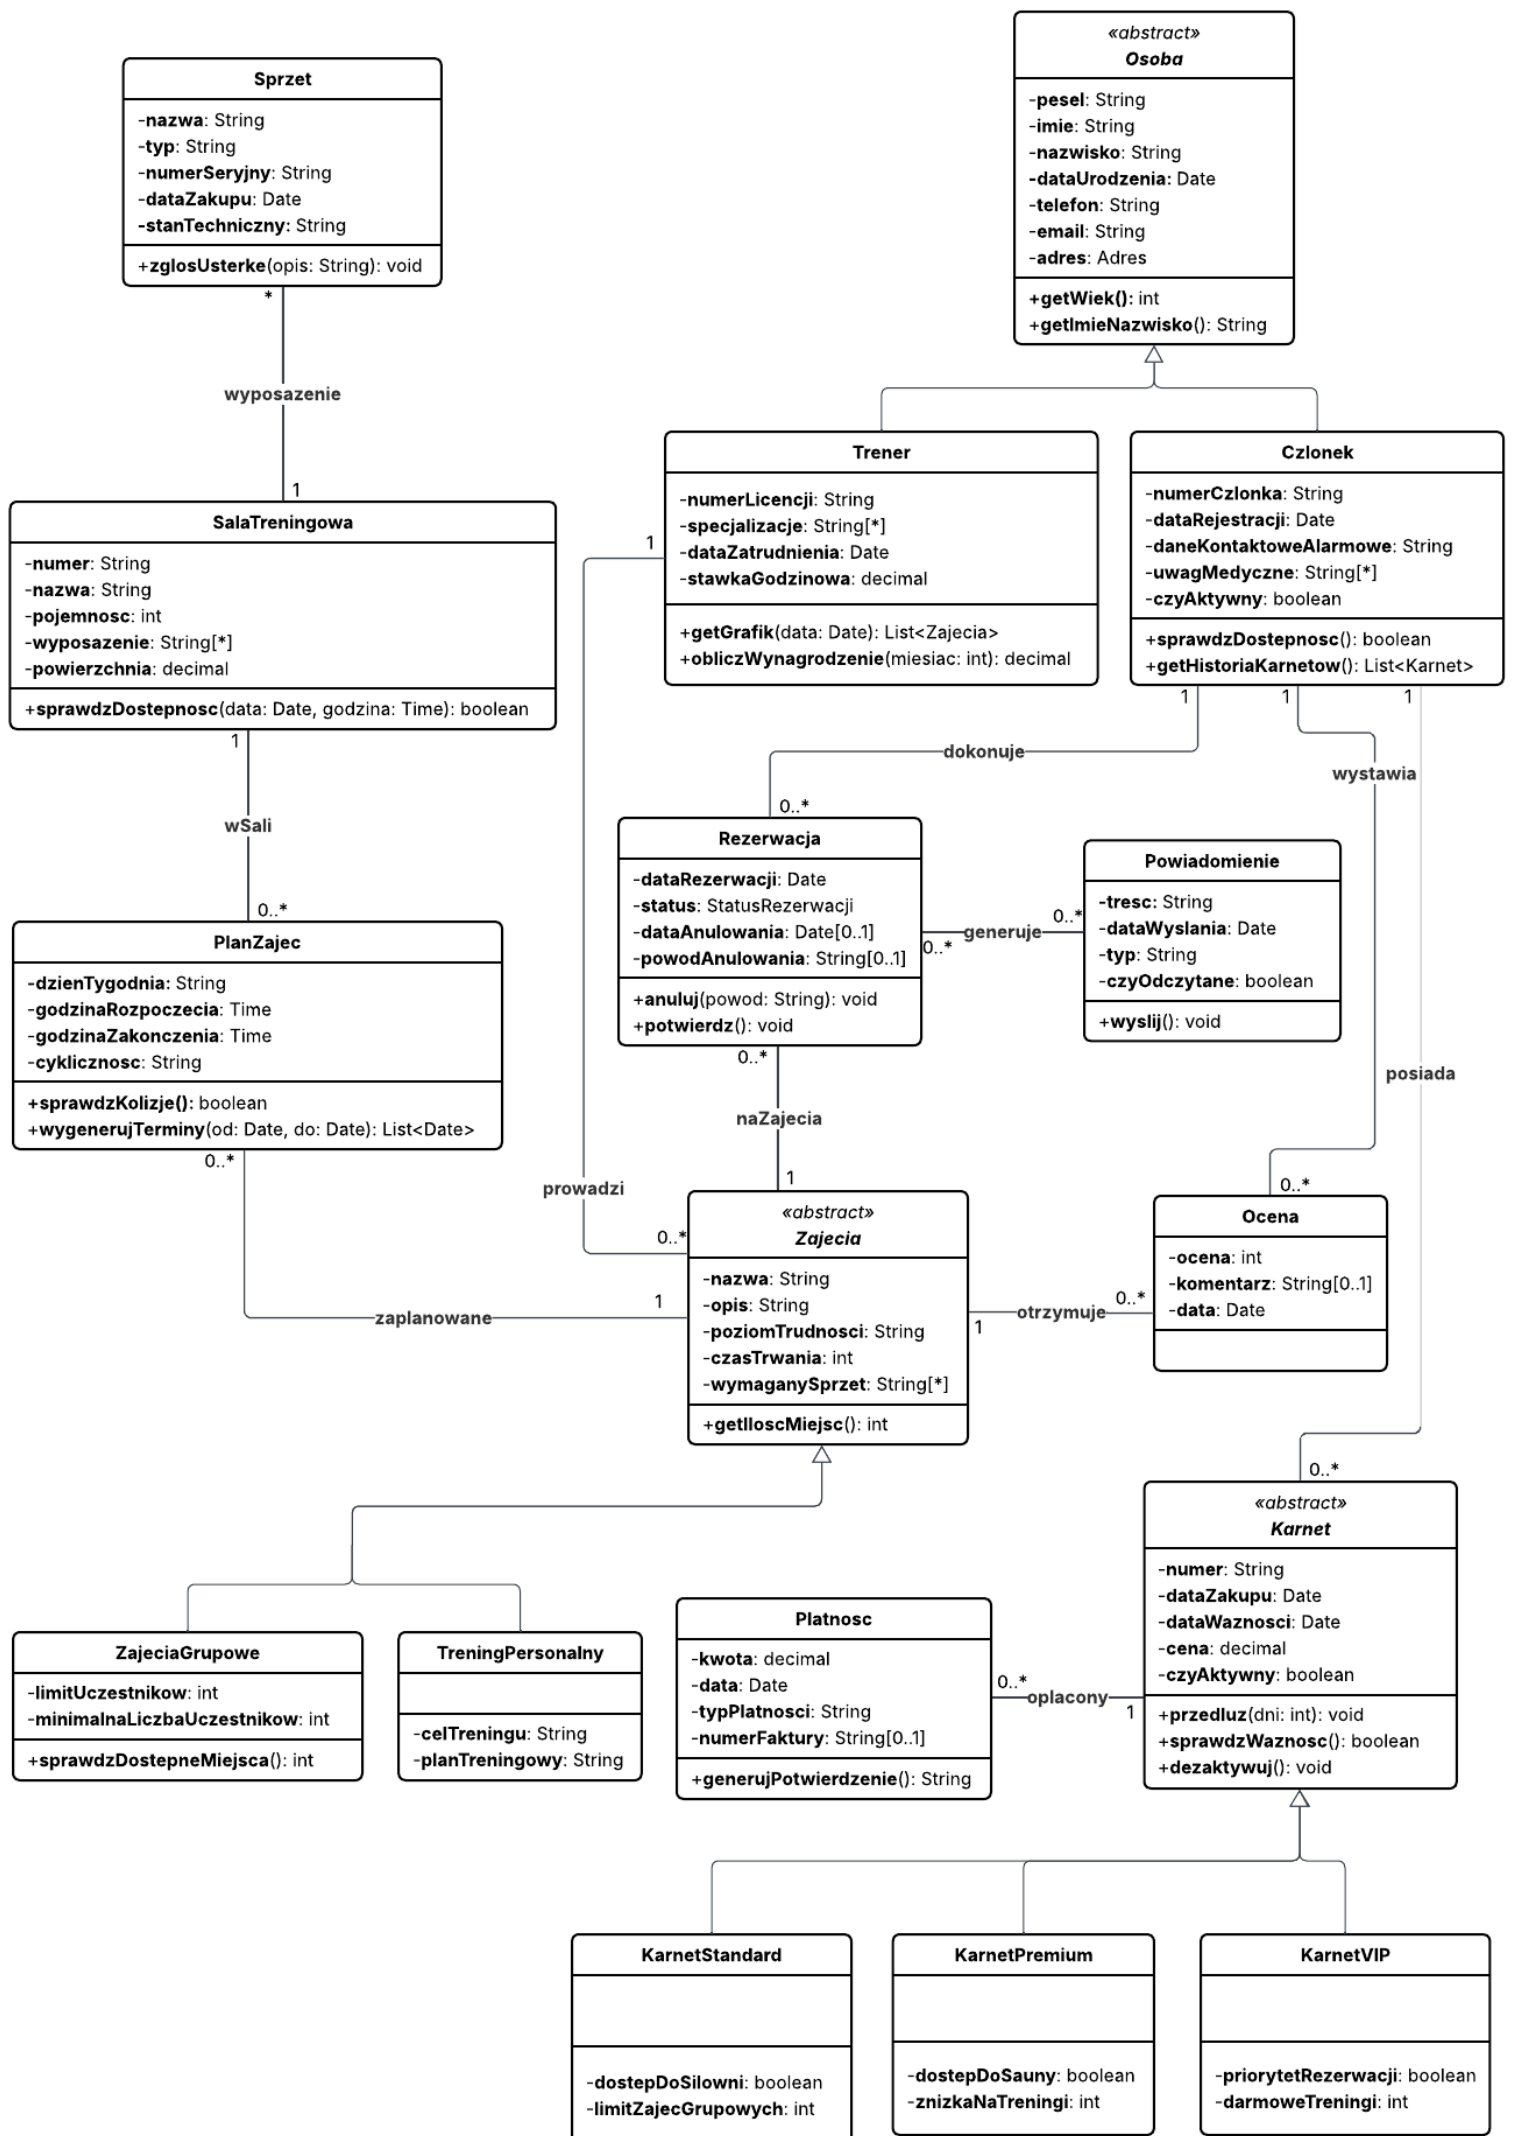 «abstract»
Osoba
-pesel: String
-imie: String
-nazwisko: String
-dataUrodzenia: Date
-telefon: String
-email: String
-adres: Adres
+getWiek(): int
+getImieNazwisko(): String
Sprzet
-nazwa: String
-typ: String
-numerSeryjny: String
-dataZakupu: Date
-stanTechniczny: String
+zglosUsterke(opis: String): void
*
wyposazenie
1
SalaTreningowa
-numer: String
-nazwa: String
-pojemnosc: int
-wyposazenie: String[*]
-powierzchnia: decimal
+sprawdzDostepnosc(data: Date, godzina: Time): boolean
1
wSali
0..*
Trener
-numerLicencji: String
-specjalizacje: String[*]
-dataZatrudnienia: Date
-stawkaGodzinowa: decimal
+getGrafik(data: Date): List<Zajecia>
+obliczWynagrodzenie(miesiac: int): decimal
1
prowadzi
0..*
Czlonek
-numerCzlonka: String
-dataRejestracji: Date
-daneKontaktoweAlarmowe: String
-uwagMedyczne: String[*]
-czyAktywny: boolean
+sprawdzDostepnosc(): boolean
+getHistoriaKarnetow(): List<Karnet>
1
1
1
dokonuje
0..*
wystawia
0..*
posiada
0..*
Rezerwacja
-dataRezerwacji: Date
-status: StatusRezerwacji
-dataAnulowania: Date[0..1]
-powodAnulowania: String[0..1]
+anuluj(powod: String): void
+potwierdz(): void
0..*
generuje
0..*
Powiadomienie
-tresc: String
-dataWyslania: Date
-typ: String
-czyOdczytane: boolean
+wyslij(): void
0..*
naZajecia
1
PlanZajec
-dzienTygodnia: String
-godzinaRozpoczecia: Time
-godzinaZakonczenia: Time
-cyklicznosc: String
+sprawdzKolizje(): boolean
+wygenerujTerminy(od: Date, do: Date): List<Date>
0..*
zaplanowane
1
«abstract»
Zajecia
-nazwa: String
-opis: String
-poziomTrudnosci: String
-czasTrwania: int
-wymaganySprzet: String[*]
+getIloscMiejsc(): int
1
otrzymuje
0..*
Ocena
-ocena: int
-komentarz: String[0..1]
-data: Date
ZajeciaGrupowe
-limitUczestnikow: int
-minimalnaLiczbaUczestnikow: int
+sprawdzDostepneMiejsca(): int
TreningPersonalny
-celTreningu: String
-planTreningowy: String
Platnosc
-kwota: decimal
-data: Date
-typPlatnosci: String
-numerFaktury: String[0..1]
+generujPotwierdzenie(): String
0..*
oplacony
1
«abstract»
Karnet
-numer: String
-dataZakupu: Date
-dataWaznosci: Date
-cena: decimal
-czyAktywny: boolean
+przedluz(dni: int): void
+sprawdzWaznosc(): boolean
+dezaktywuj(): void
KarnetStandard
-dostepDoSilowni: boolean
-limitZajecGrupowych: int
KarnetPremium
-dostepDoSauny: boolean
-znizkaNaTreningi: int
KarnetVIP
-priorytetRezerwacji: boolean
-darmoweTreningi: int